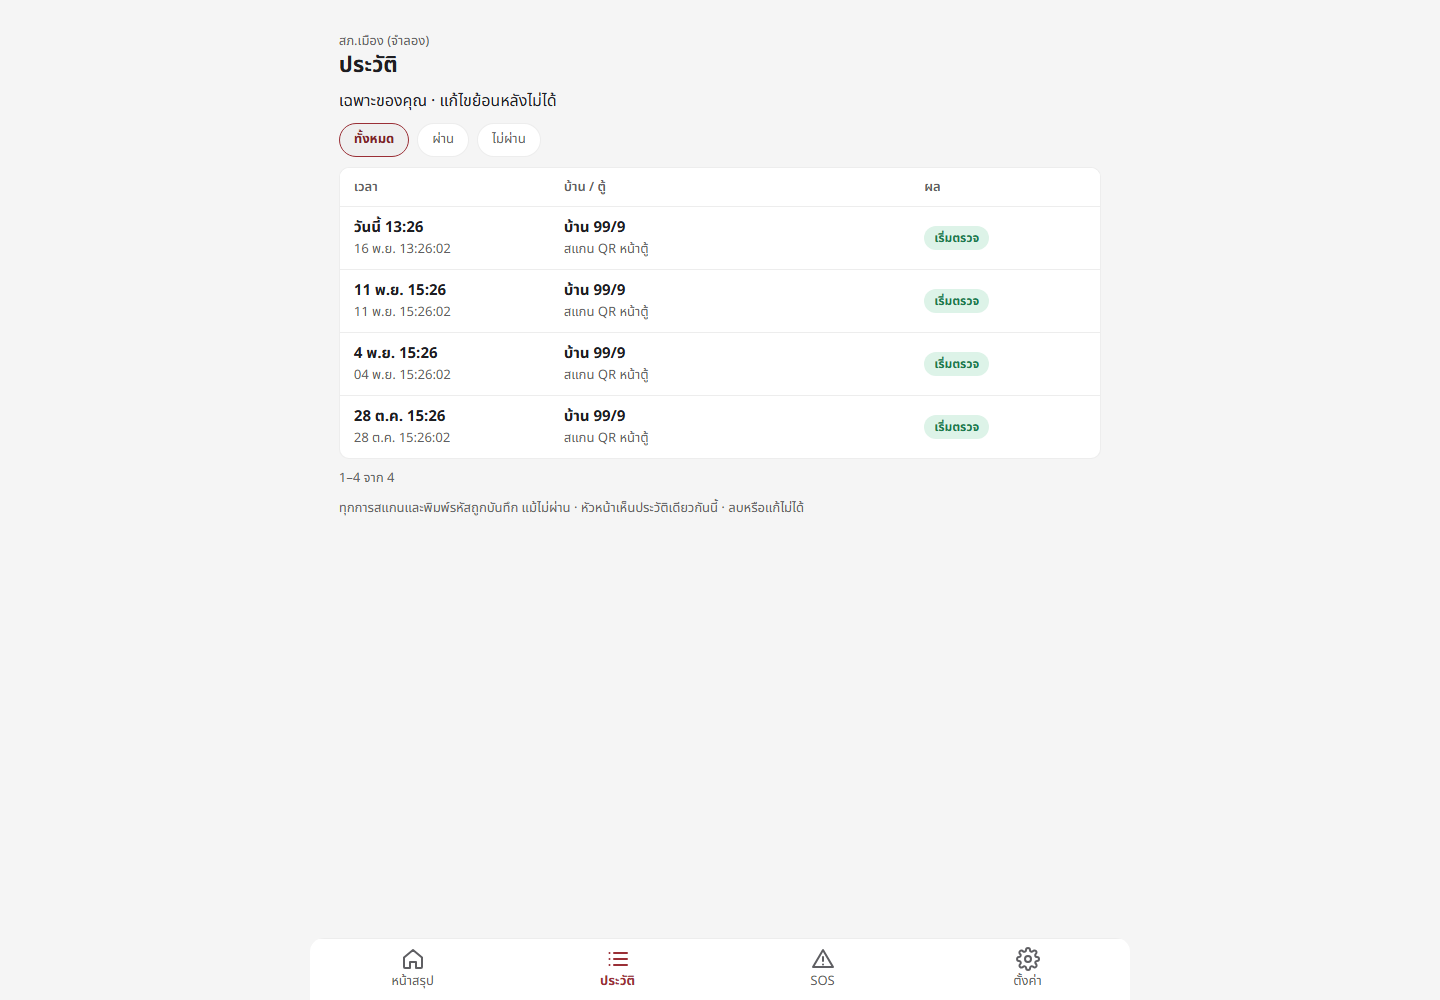 สภ.เมือง (จำลอง)
ประวัติ
เฉพาะของคุณ · แก้ไขย้อนหลังไม่ได้
ทั้งหมด ผ่าน ไม่ผ่าน
เวลา บ้าน / ตู้ ผล
วันนี้ 13:26 บ้าน 99/9 เริ่มตรวจ
16 พ.ย. 13:26:02 สแกน QR หน้าตู้
11 พ.ย. 15:26 บ้าน 99/9 เริ่มตรวจ
11 พ.ย. 15:26:02 สแกน QR หน้าตู้
4 พ.ย. 15:26 บ้าน 99/9 เริ่มตรวจ
04 พ.ย. 15:26:02 สแกน QR หน้าตู้
28 ต.ค. 15:26 บ้าน 99/9 เริ่มตรวจ
28 ต.ค. 15:26:02 สแกน QR หน้าตู้
1–4 จาก 4
ทุกการสแกนและพิมพ์รหัสถูกบันทึก แม้ไม่ผ่าน · หัวหน้าเห็นประวัติเดียวกันนี้ · ลบหรือแก้ไม่ได้
หน้าสรุป ประวัติ SOS ตั้งค่า